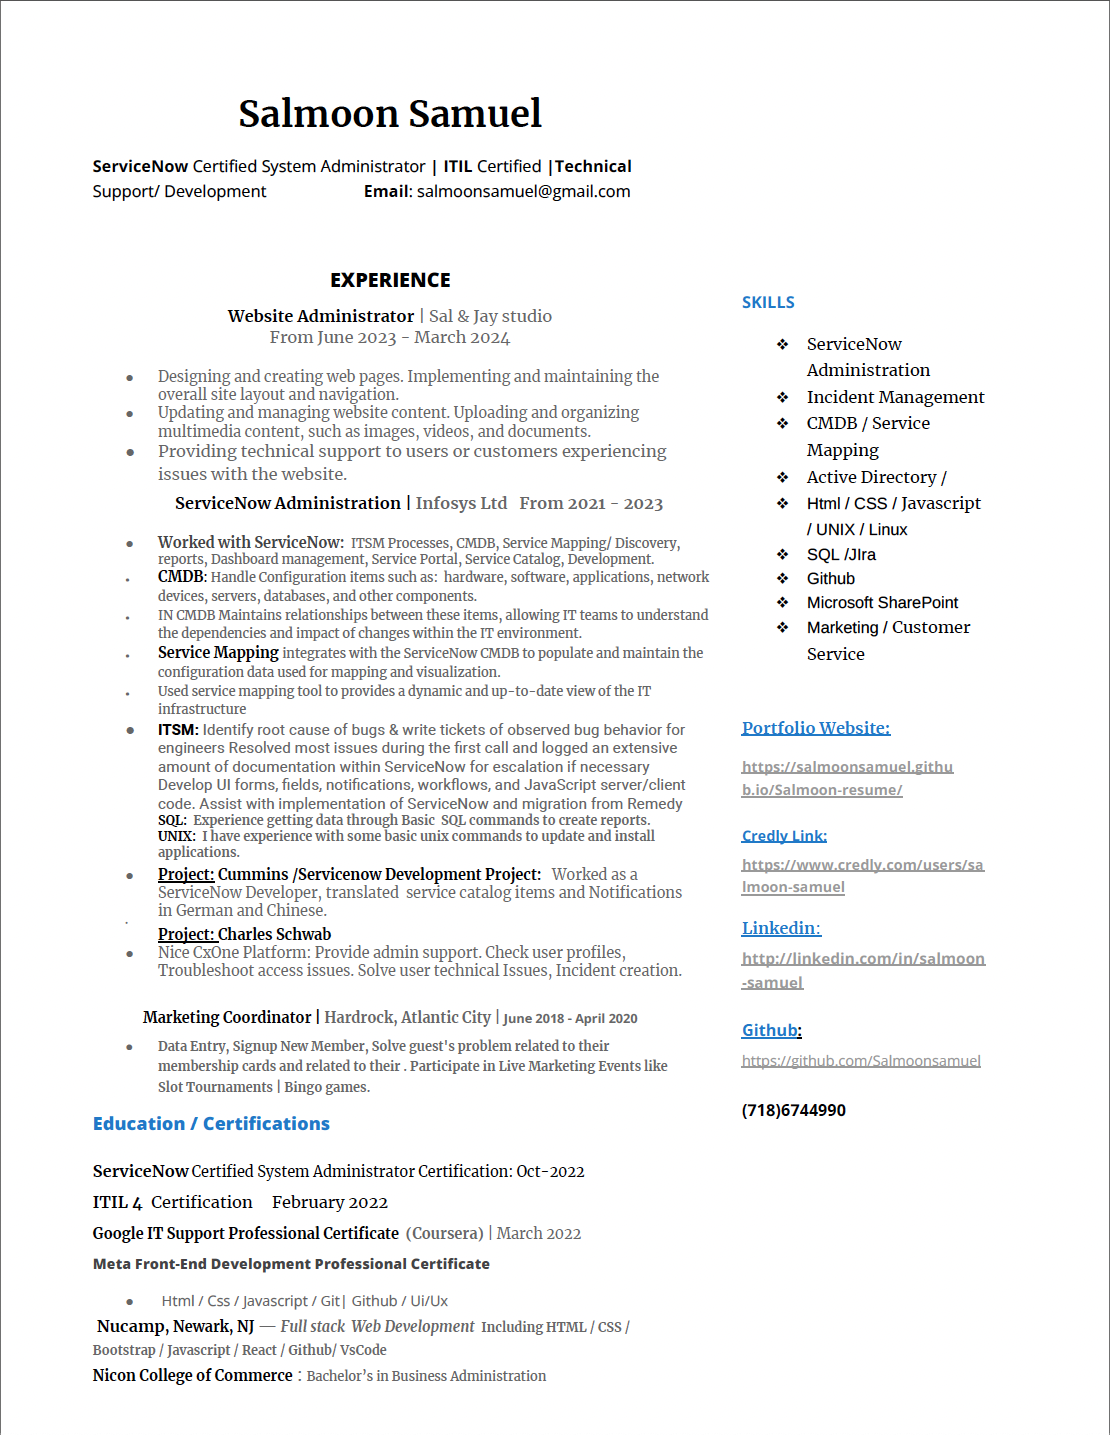 Salmoon Samuel
ServiceNow Certified System Administrator | ITIL Certified |Technical
Support/ Development Email: salmoonsamuel@gmail.com
EXPERIENCE
Website Administrator | Sal & Jay studio
From June 2023 - March 2024
● Designing and creating web pages. Implementing and maintaining the
overall site layout and navigation.
● Updating and managing website content. Uploading and organizing
multimedia content, such as images, videos, and documents.
● Providing technical support to users or customers experiencing
issues with the website.
ServiceNow Administration | Infosys Ltd From 2021 - 2023
● Worked with ServiceNow: ITSM Processes, CMDB, Service Mapping/ Discovery,
reports, Dashboard management, Service Portal, Service Catalog, Development.
● CMDB: Handle Configuration items such as: hardware, software, applications, network
devices, servers, databases, and other components.
● IN CMDB Maintains relationships between these items, allowing IT teams to understand
the dependencies and impact of changes within the IT environment.
● Service Mapping integrates with the ServiceNow CMDB to populate and maintain the
configuration data used for mapping and visualization.
● Used service mapping tool to provides a dynamic and up-to-date view of the IT
infrastructure
● ITSM: Identify root cause of bugs & write tickets of observed bug behavior for
engineers Resolved most issues during the first call and logged an extensive
amount of documentation within ServiceNow for escalation if necessary
Develop UI forms, fields, notifications, workflows, and JavaScript server/client
code. Assist with implementation of ServiceNow and migration from Remedy
SQL: Experience getting data through Basic SQL commands to create reports.
UNIX: I have experience with some basic unix commands to update and install
applications.
● Project: Cummins /Servicenow Development Project: Worked as a
ServiceNow Developer, translated service catalog items and Notifications
in German and Chinese.
●
Project: Charles Schwab
● Nice CxOne Platform: Provide admin support. Check user profiles,
Troubleshoot access issues. Solve user technical Issues, Incident creation.
Marketing Coordinator | Hardrock, Atlantic City | June 2018 - April 2020
● Data Entry, Signup New Member, Solve guest's problem related to their
membership cards and related to their . Participate in Live Marketing Events like
Slot Tournaments | Bingo games.
Education / Certifications
ServiceNow Certified System Administrator Certification: Oct-2022
ITIL 4 Certification February 2022
Google IT Support Professional Certificate (Coursera) | March 2022
Meta Front-End Development Professional Certificate
● Html / Css / Javascript / Git| Github / Ui/Ux
Nucamp, Newark, NJ — Full stack Web Development Including HTML / CSS /
Bootstrap / Javascript / React / Github/ VsCode
Nicon College of Commerce : Bachelor’s in Business Administration
SKILLS
❖ ServiceNow
Administration
❖ Incident Management
❖ CMDB / Service
Mapping
❖ Active Directory /
❖ Html / CSS / Javascript
/ UNIX / Linux
❖ SQL /JIra
❖ Github
❖ Microsoft SharePoint
❖ Marketing / Customer
Service
Portfolio Website:
https://salmoonsamuel.githu
b.io/Salmoon-resume/
Credly Link:
https://www.credly.com/users/sa
lmoon-samuel
Linkedin:
http://linkedin.com/in/salmoon
-samuel
Github:
https://github.com/Salmoonsamuel
(718)6744990